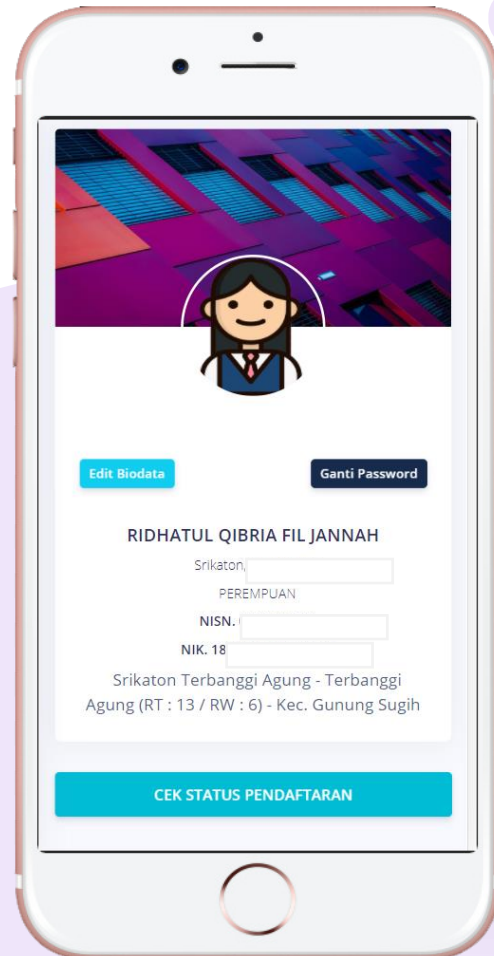 Edit Biodata
Ganti Password
RIDHATUL QIBRIA FIL JANNAH
Srikaton,
PEREMPUAN
NISN.
NIK. 18
Srikaton Terbanggi Agung - Terbanggi
Agung (RT : 13 / RW : 6) - Kec. Gunung Sugih
CEK STATUS PENDAFTARAN